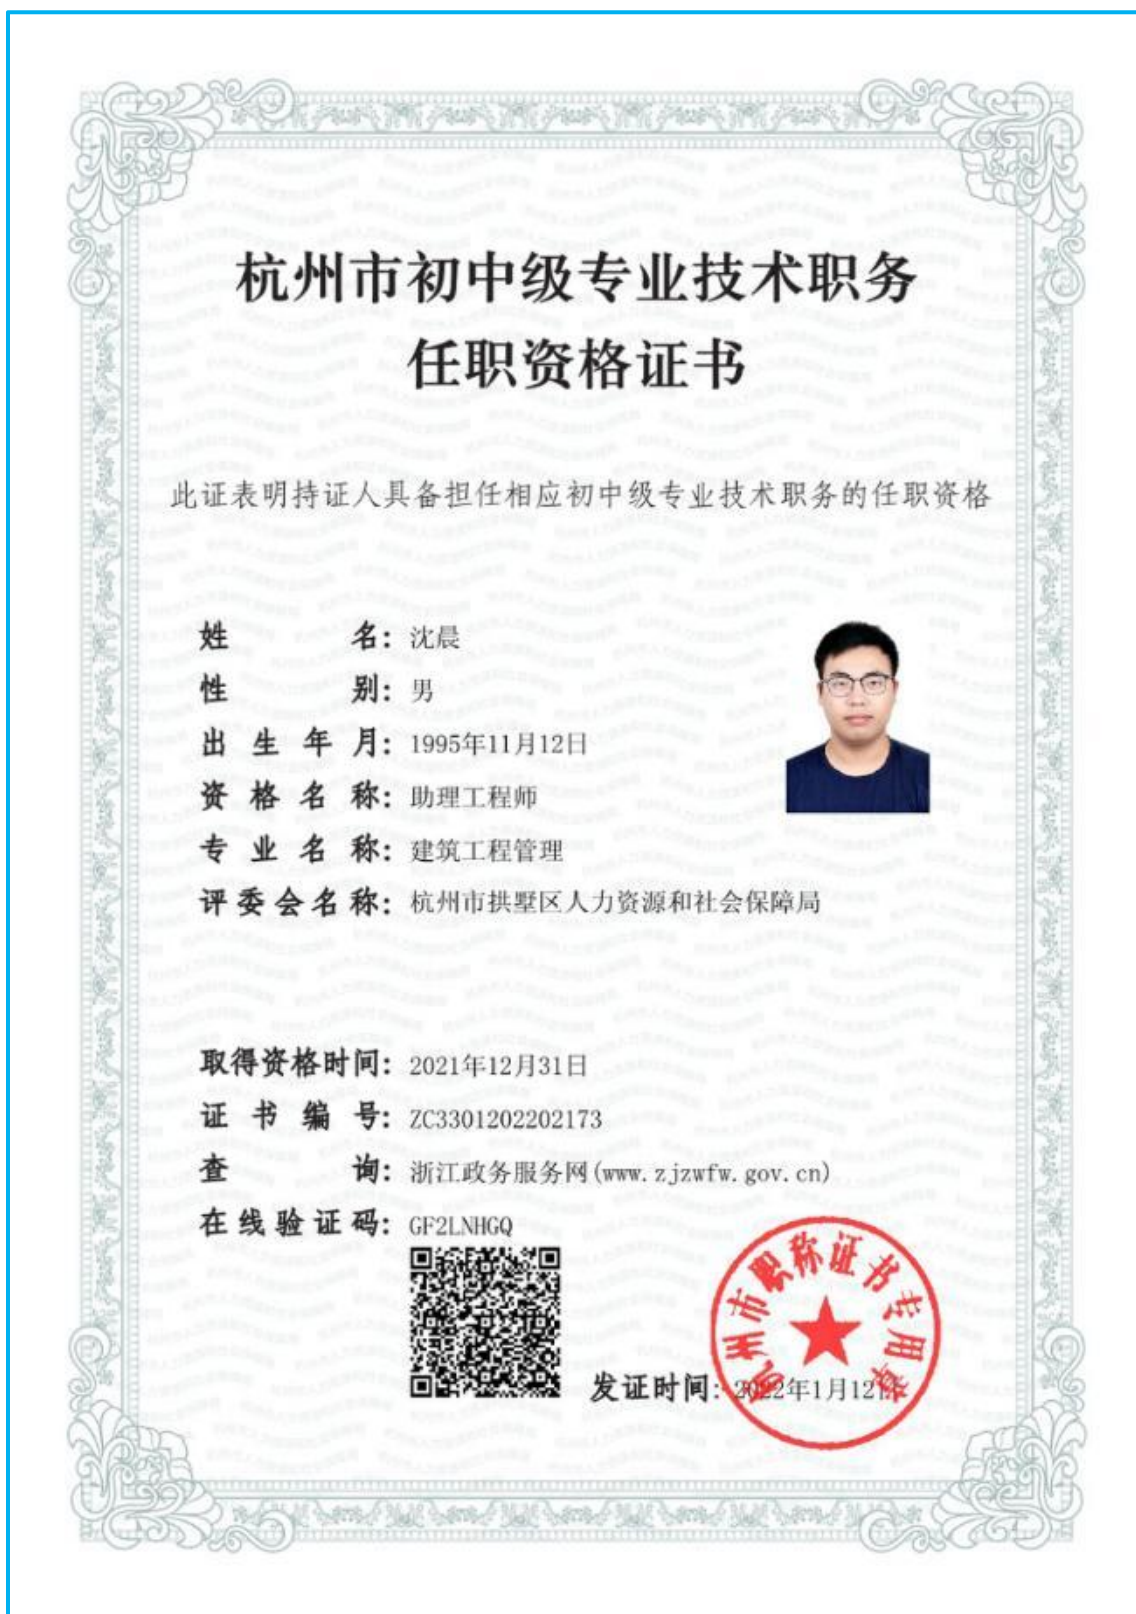 杭州市初中级专业技术职务
任职资格证书
此证表明持证人具备担任相应初中级专业技术职务的任职资格
姓名：沈晨
性别：男
出生年月：1995年11月12日
资格名称：助理工程师
专业名称：建筑工程管理
评委会名称：杭州市拱墅区人力资源和社会保障局
取得资格时间：2021年12月31日
证书编号：ZC3301202202173
查询：浙江政务服务网(www.zjzwfw.gov.cn)
在线验证码：GF2LNHGQ
杭州市职称证书专用章
发证时间：2022年1月12日